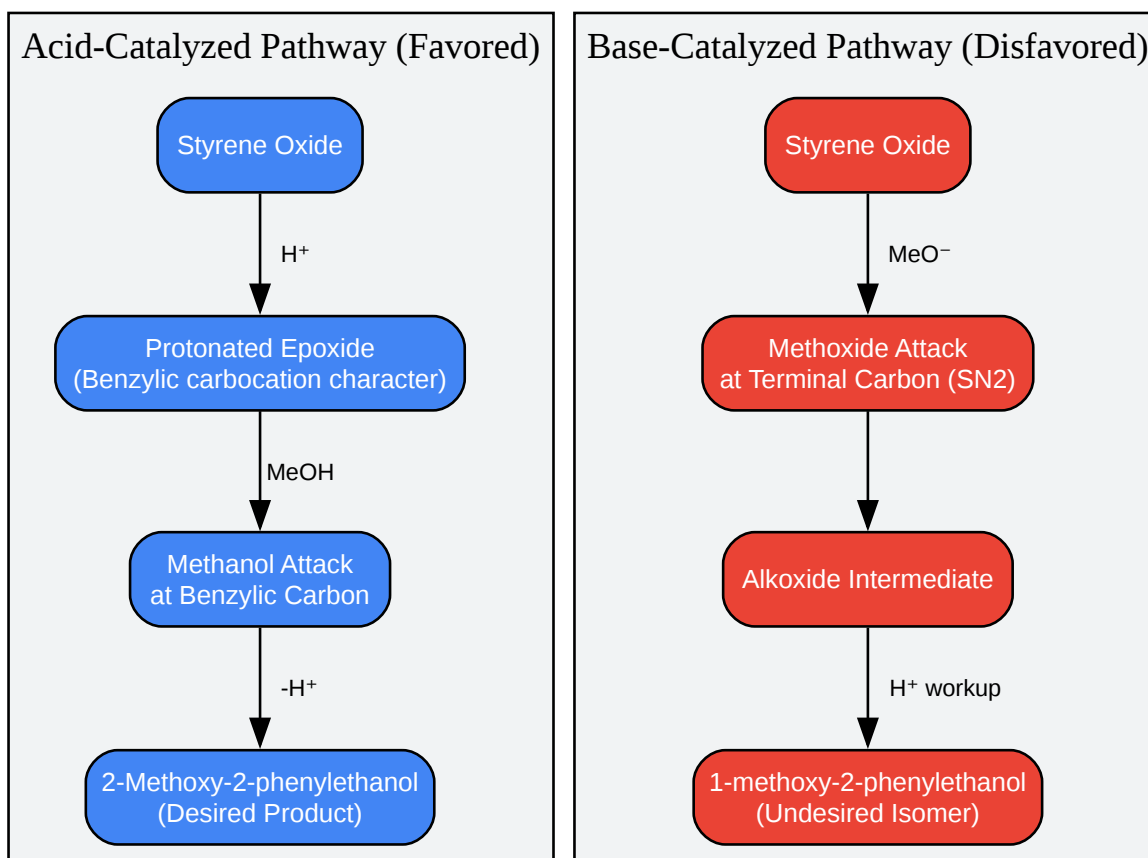 Acid-Catalyzed Pathway (Favored)
Styrene Oxide
H⁺
Protonated Epoxide
(Benzylic carbocation character)
MeOH
Methanol Attack
at Benzylic Carbon
-H⁺
2-Methoxy-2-phenylethanol
(Desired Product)
Base-Catalyzed Pathway (Disfavored)
Styrene Oxide
MeO⁻
Methoxide Attack
at Terminal Carbon (SN2)
Alkoxide Intermediate
H⁺ workup
1-methoxy-2-phenylethanol
(Undesired Isomer)